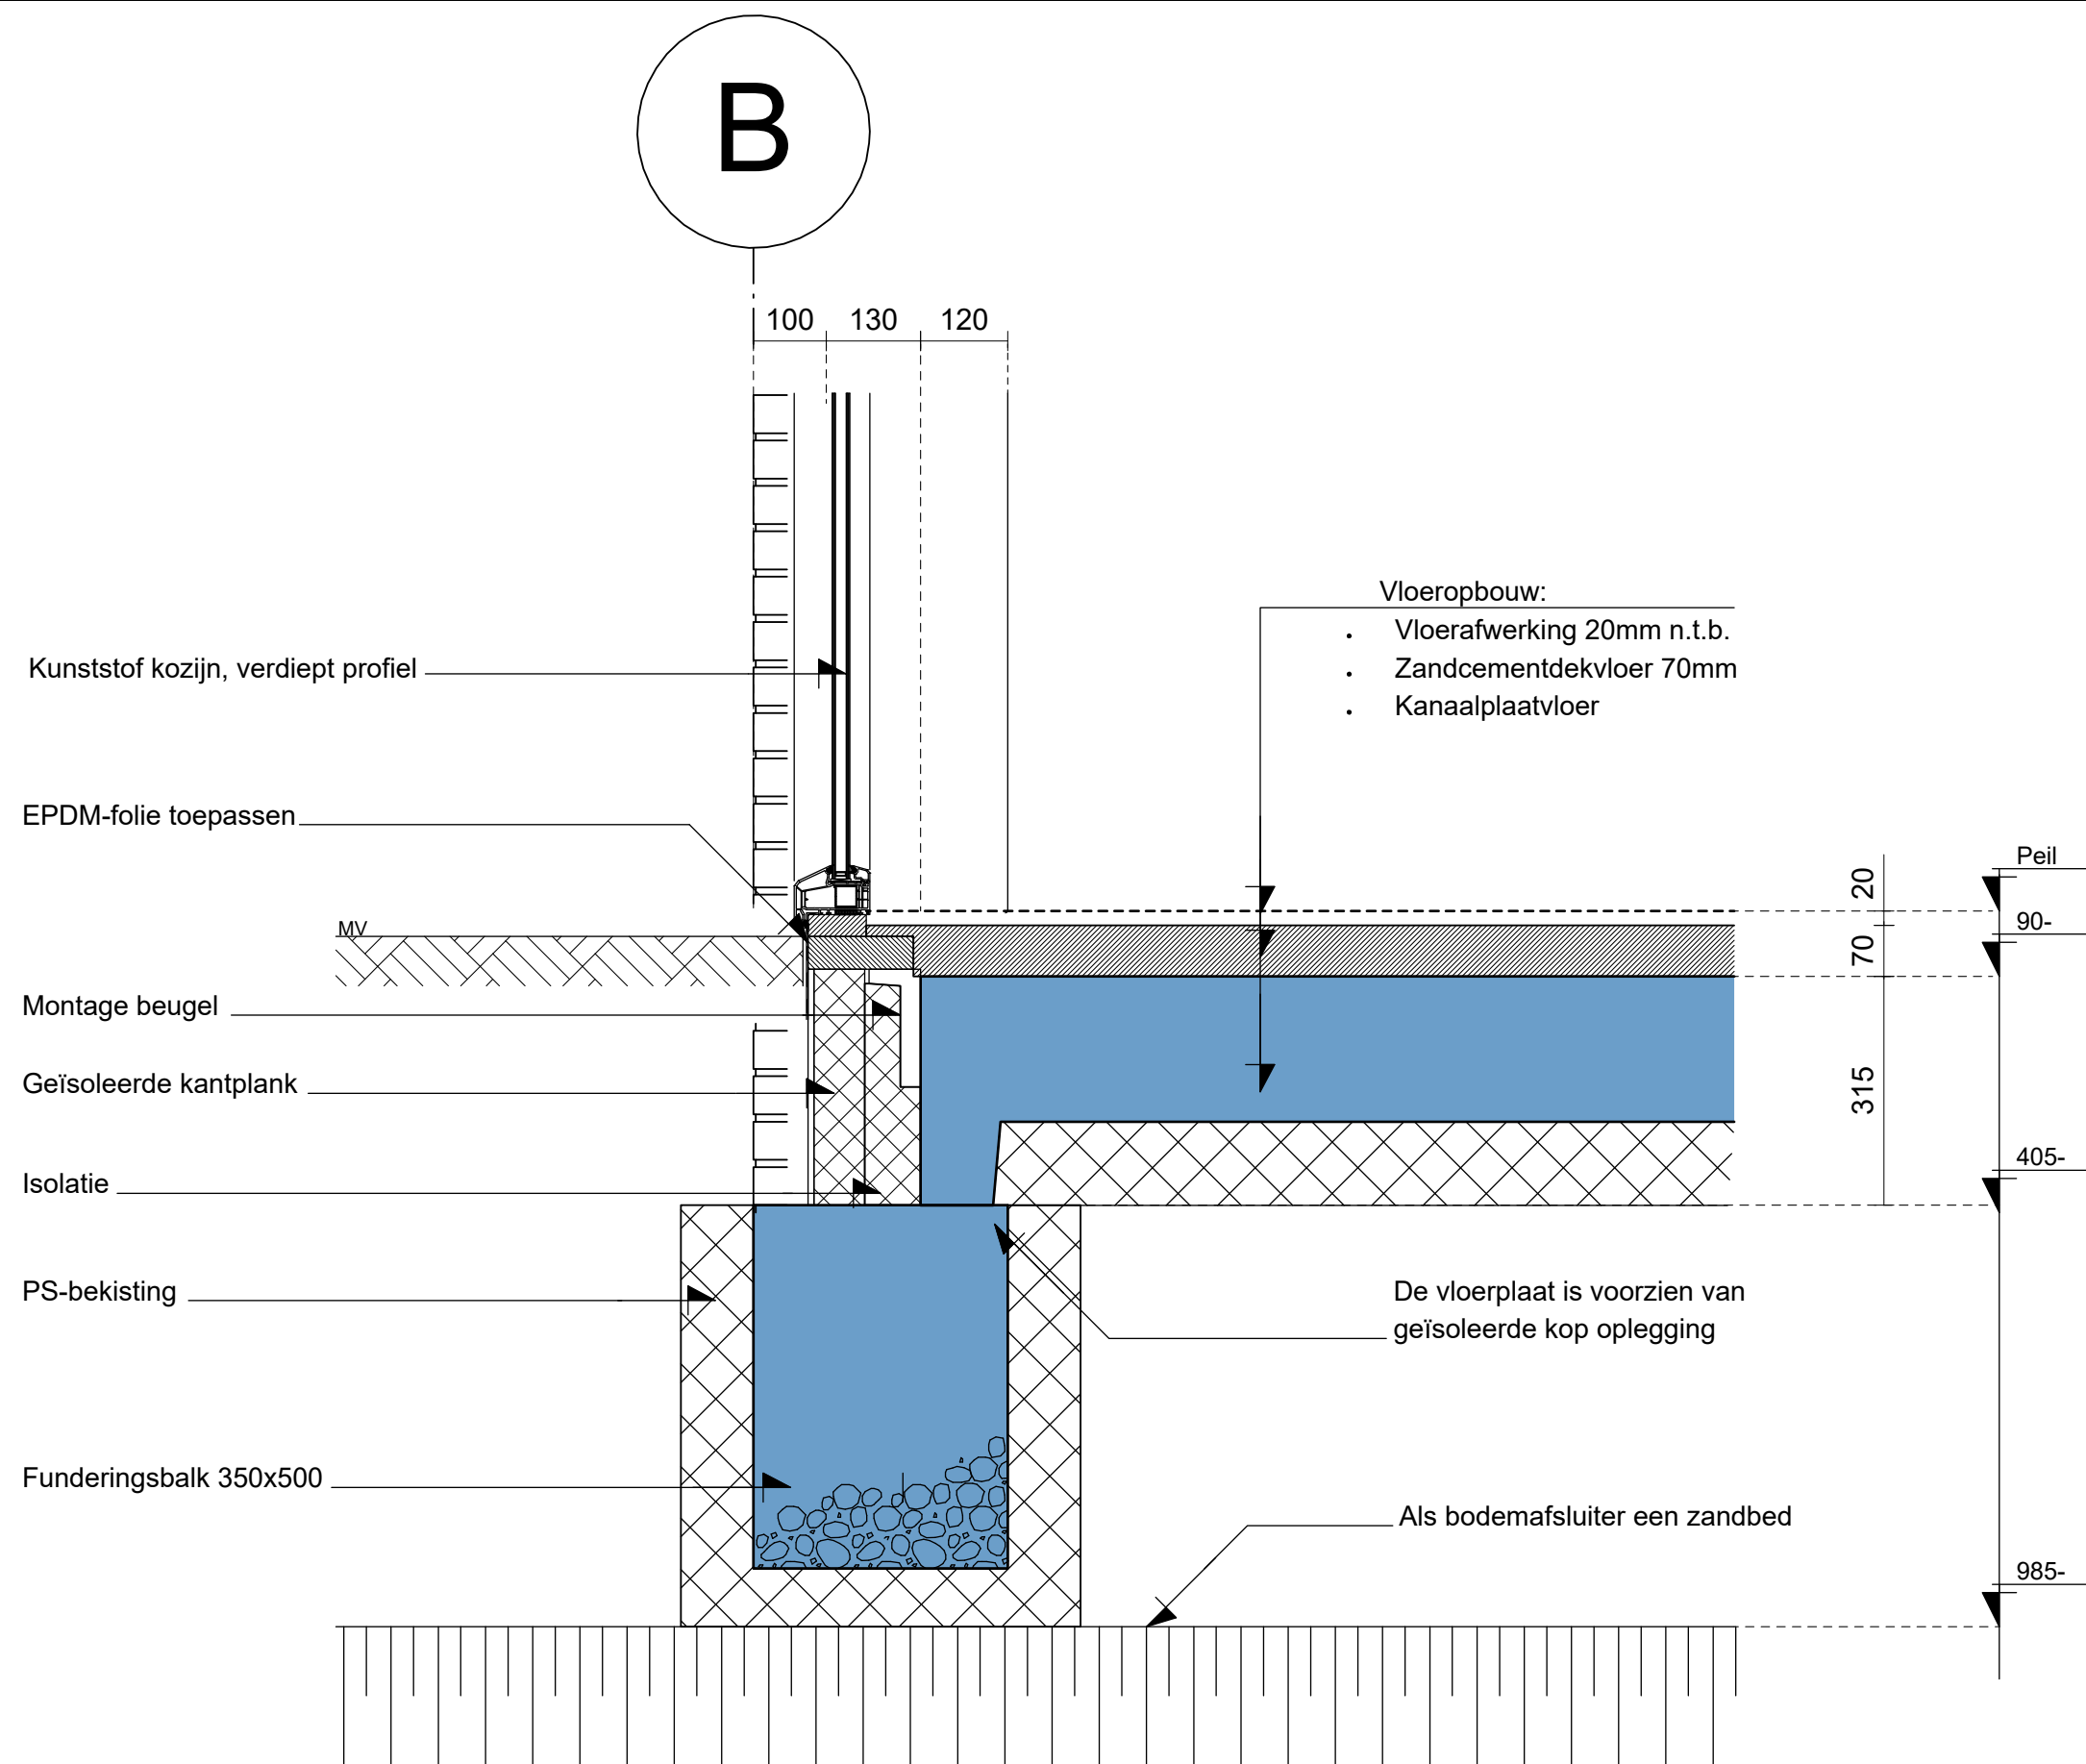 B
100 130 120
Vloeropbouw:
. Vloerafwerking 20mm n.t.b.
. Zandcementdekvloer 70mm
. Kanaalplaatvloer
Kunststof kozijn, verdiept profiel
EPDM-folie toepassen
Peil
20
90-
MV
70
Montage beugel
Geïsoleerde kantplank
315
405-
Isolatie
PS-bekisting
De vloerplaat is voorzien van
geïsoleerde kop oplegging
Funderingsbalk 350x500
Als bodemafsluiter een zandbed
985-